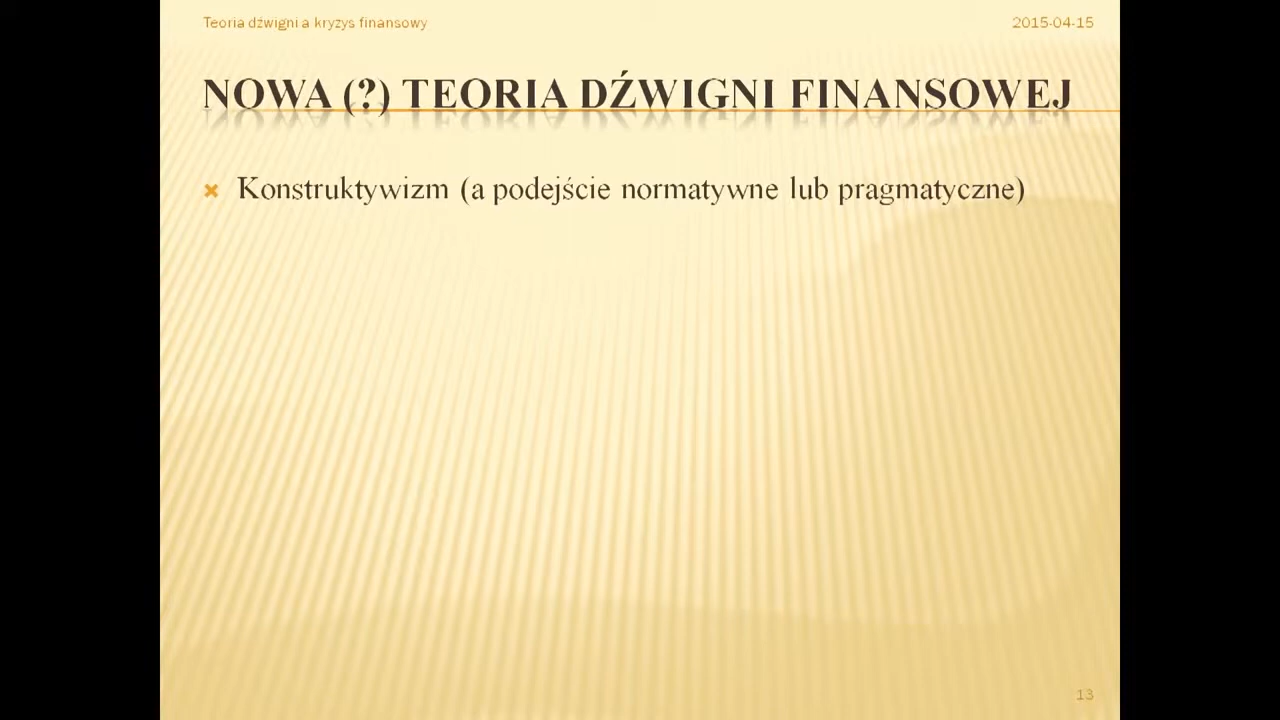 Teoria dźwigni a kryzys finansowy
2015-04-15
NOWA (?) TEORIA DŹWIGNI FINANSOWEJ
Konstruktywizm (a podejście normatywne lub pragmatyczne)
13